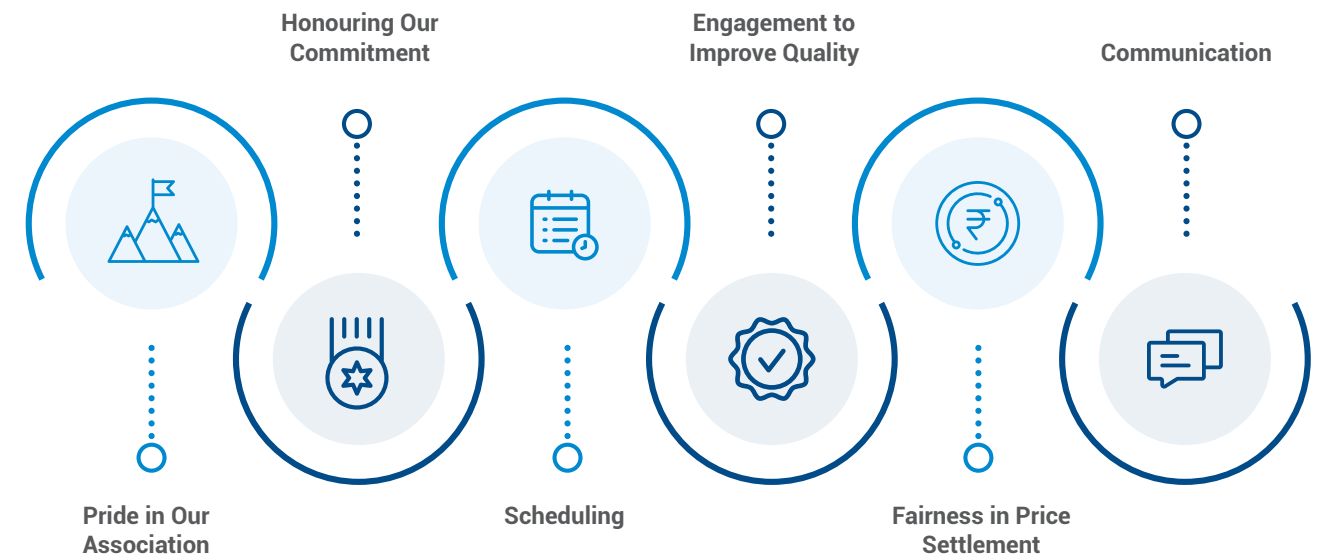 Honouring Our
Commitment
Engagement to
Improve Quality
Communication
₹
Pride in Our
Association
Scheduling
Fairness in Price
Settlement